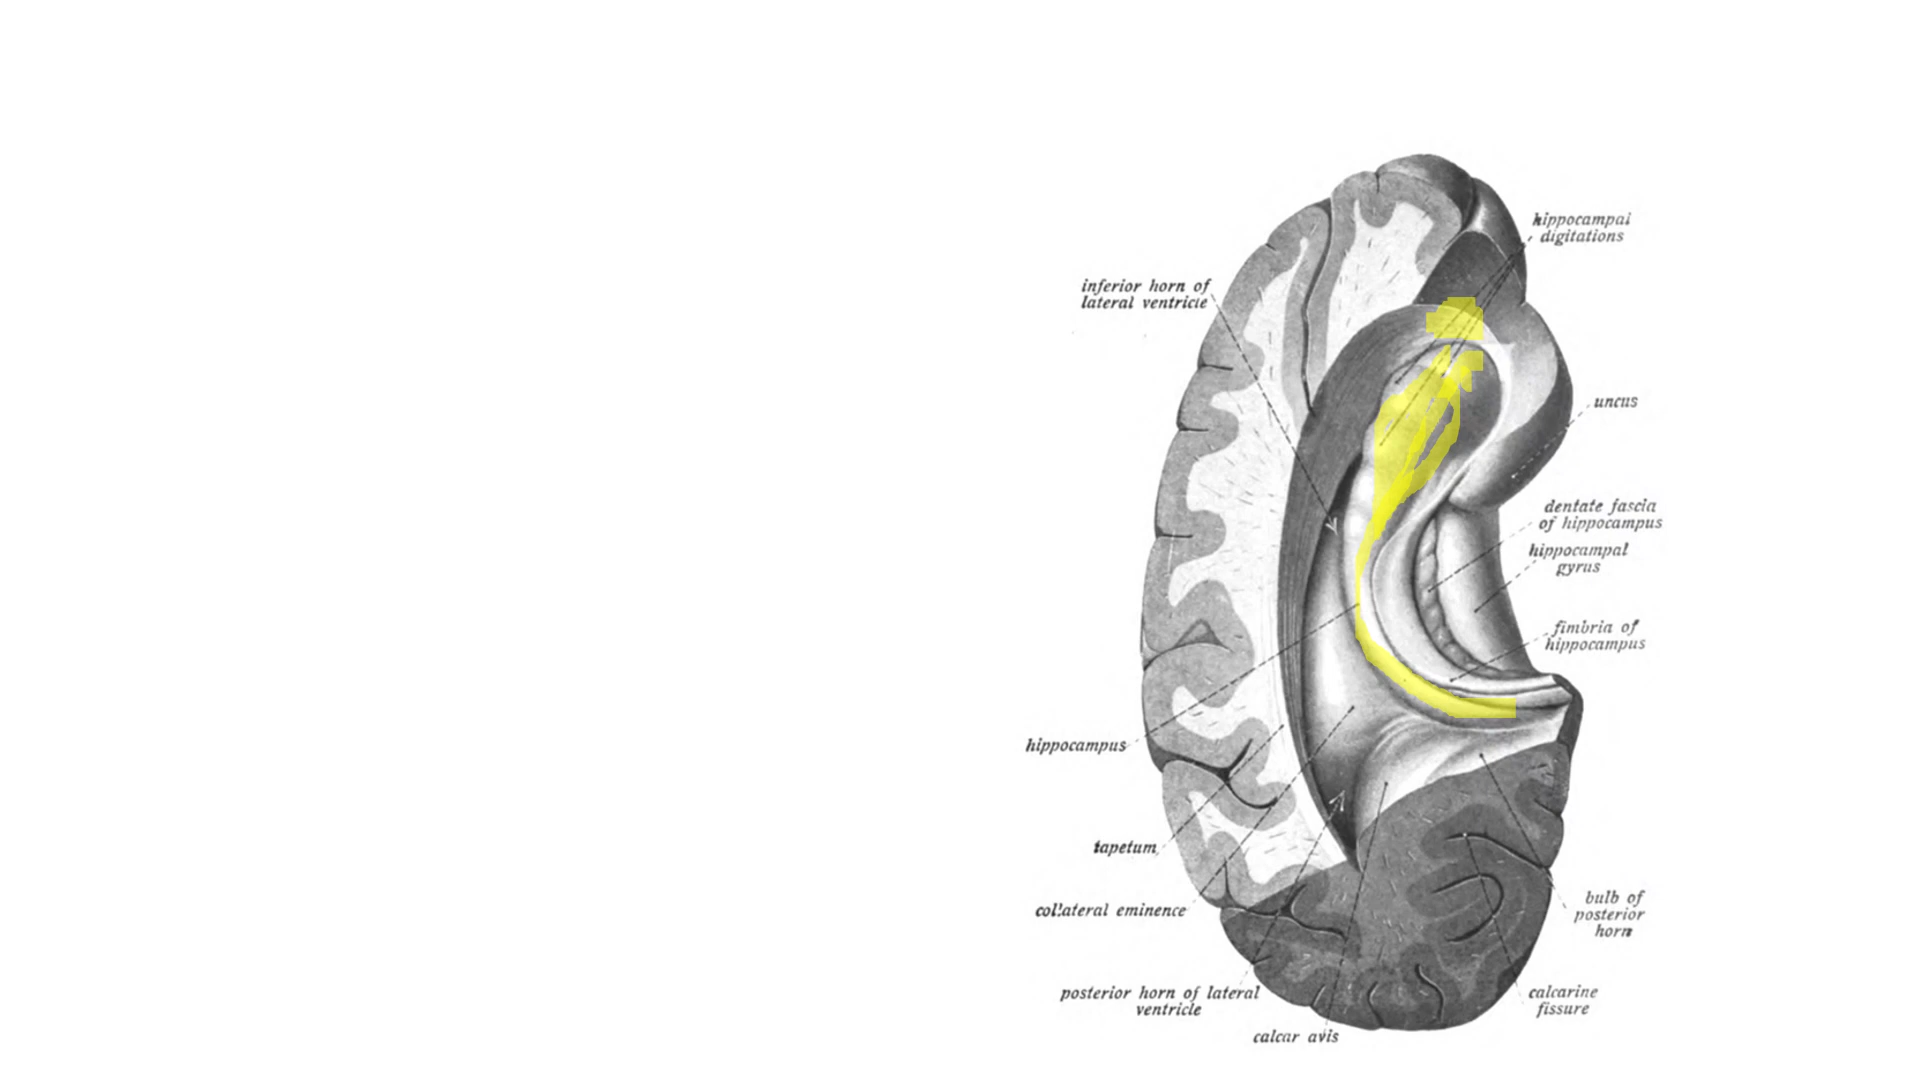 hippocampal
digitations
inferior horn of
lateral ventricle
uncus
dentate fascia
of hippocampus
hippocampal
gyrus
fimbria of
hippocampus
hippocampus
tapetum
collateral eminence
bulb of
posterior
horn
posterior horn of lateral
ventricle
calcarine
fissure
calcar avis